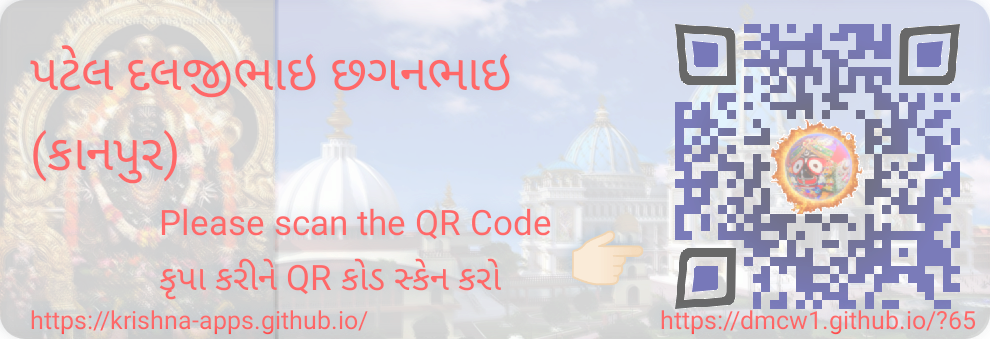 પટેલ દલજીભાઇ છગનભાઇ
(કાનપુર)
Please scan the QR Code
કૃપા કરીને QR કોડ સ્કેન કરો
https://krishna-apps.github.io/
https://dmcw1.github.io/?65